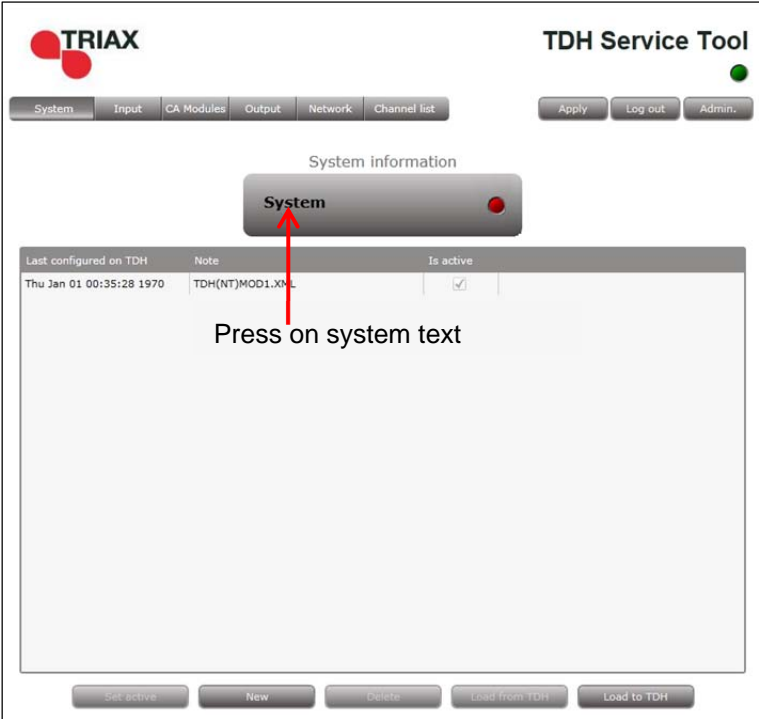 TRIAX
TDH Service Tool
System Input CA Modules Output Network Channel list Apply Log out Admin.
System information
System
Last configured on TDH Note Is active
Thu Jan 01 00:35:28 1970 TDH(NT)MOD1.XML
Press on system text
Set active New Delete Load from TDH Load to TDH